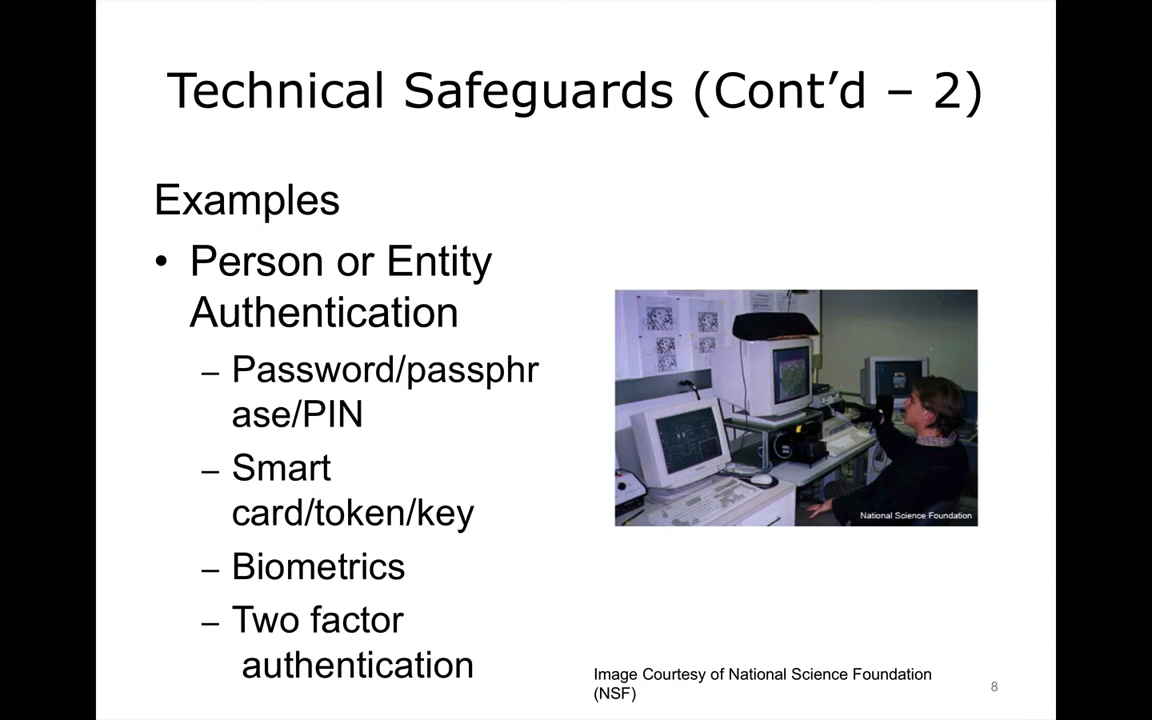 Technical Safeguards (Cont’d – 2)
Examples
• Person or Entity
Authentication
– Password/passphr
ase/PIN
– Smart
card/token/key
– Biometrics
– Two factor
authentication
National Science Foundation
Image Courtesy of National Science Foundation
(NSF)
8